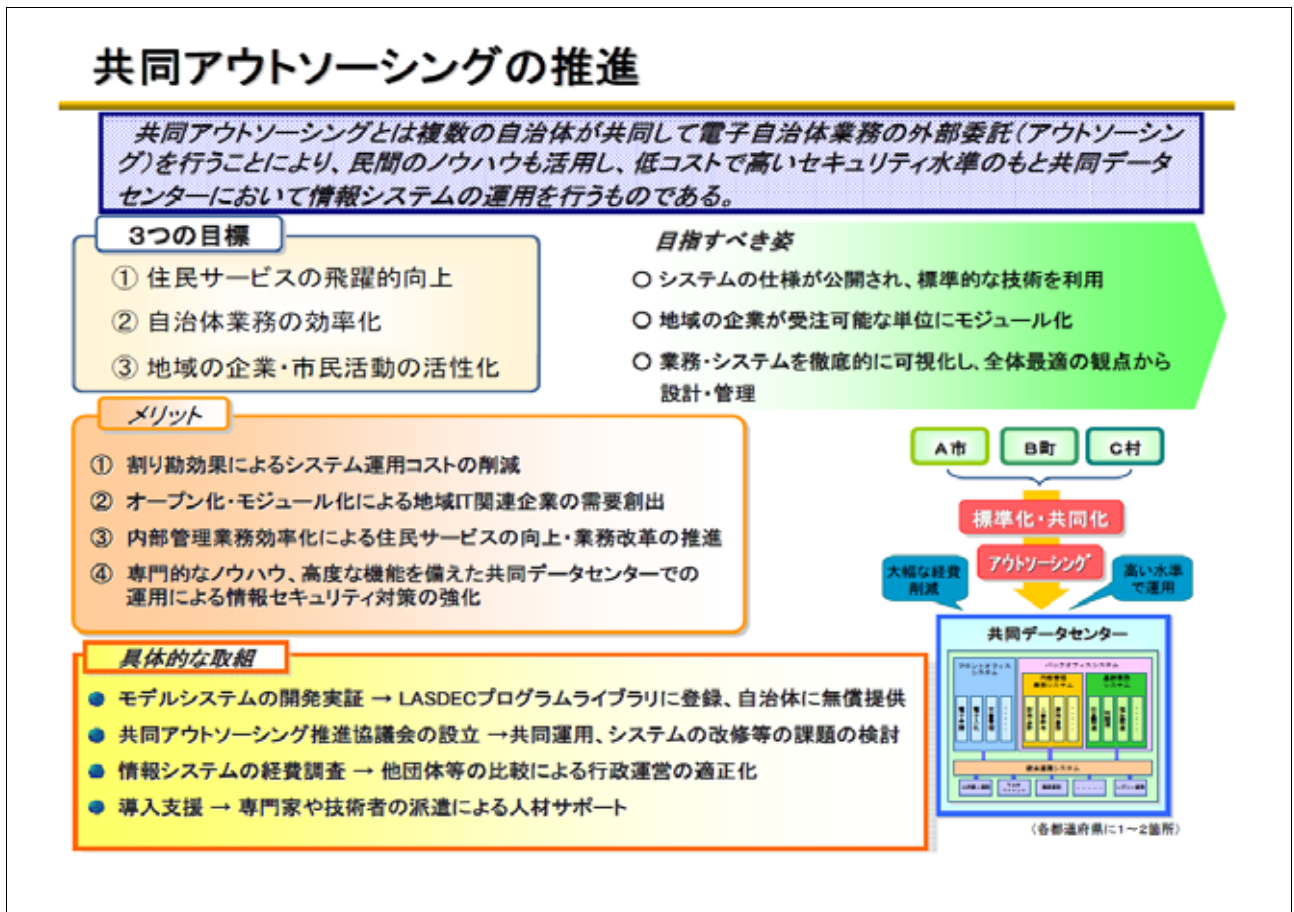 共同アウトソーシングの推進
共同アウトソーシングとは複数の自治体が共同して電子自治体業務の外部委託(アウトソーシン
グ)を行うことにより、民間のノウハウも活用し、低コストで高いセキュリティ水準のもと共同データ
センターにおいて情報システムの運用を行うものである。
3つの目標
① 住民サービスの飛躍的向上
② 自治体業務の効率化
③ 地域の企業・市民活動の活性化
目指すべき姿
○ システムの仕様が公開され、標準的な技術を利用
○ 地域の企業が受注可能な単位にモジュール化
○ 業務・システムを徹底的に可視化し、全体最適の観点から
設計・管理
メリット
① 割り勘効果によるシステム運用コストの削減
② オープン化・モジュール化による地域IT関連企業の需要創出
③ 内部管理業務効率化による住民サービスの向上・業務改革の推進
④ 専門的なノウハウ、高度な機能を備えた共同データセンターでの
運用による情報セキュリティ対策の強化
A市
B町
C村
標準化・共同化
アウトソーシング
大幅な経費
削減
高い水準
で運用
共同データセンター
フロントオフィス
システム
バックオフィスシステム
(各都道府県に1~2箇所)
具体的な取組
モデルシステムの開発実証 → LASDECプログラムライブラリに登録、自治体に無償提供
共同アウトソーシング推進協議会の設立 →共同運用、システムの改修等の課題の検討
情報システムの経費調査 → 他団体等の比較による行政運営の適正化
導入支援 → 専門家や技術者の派遣による人材サポート